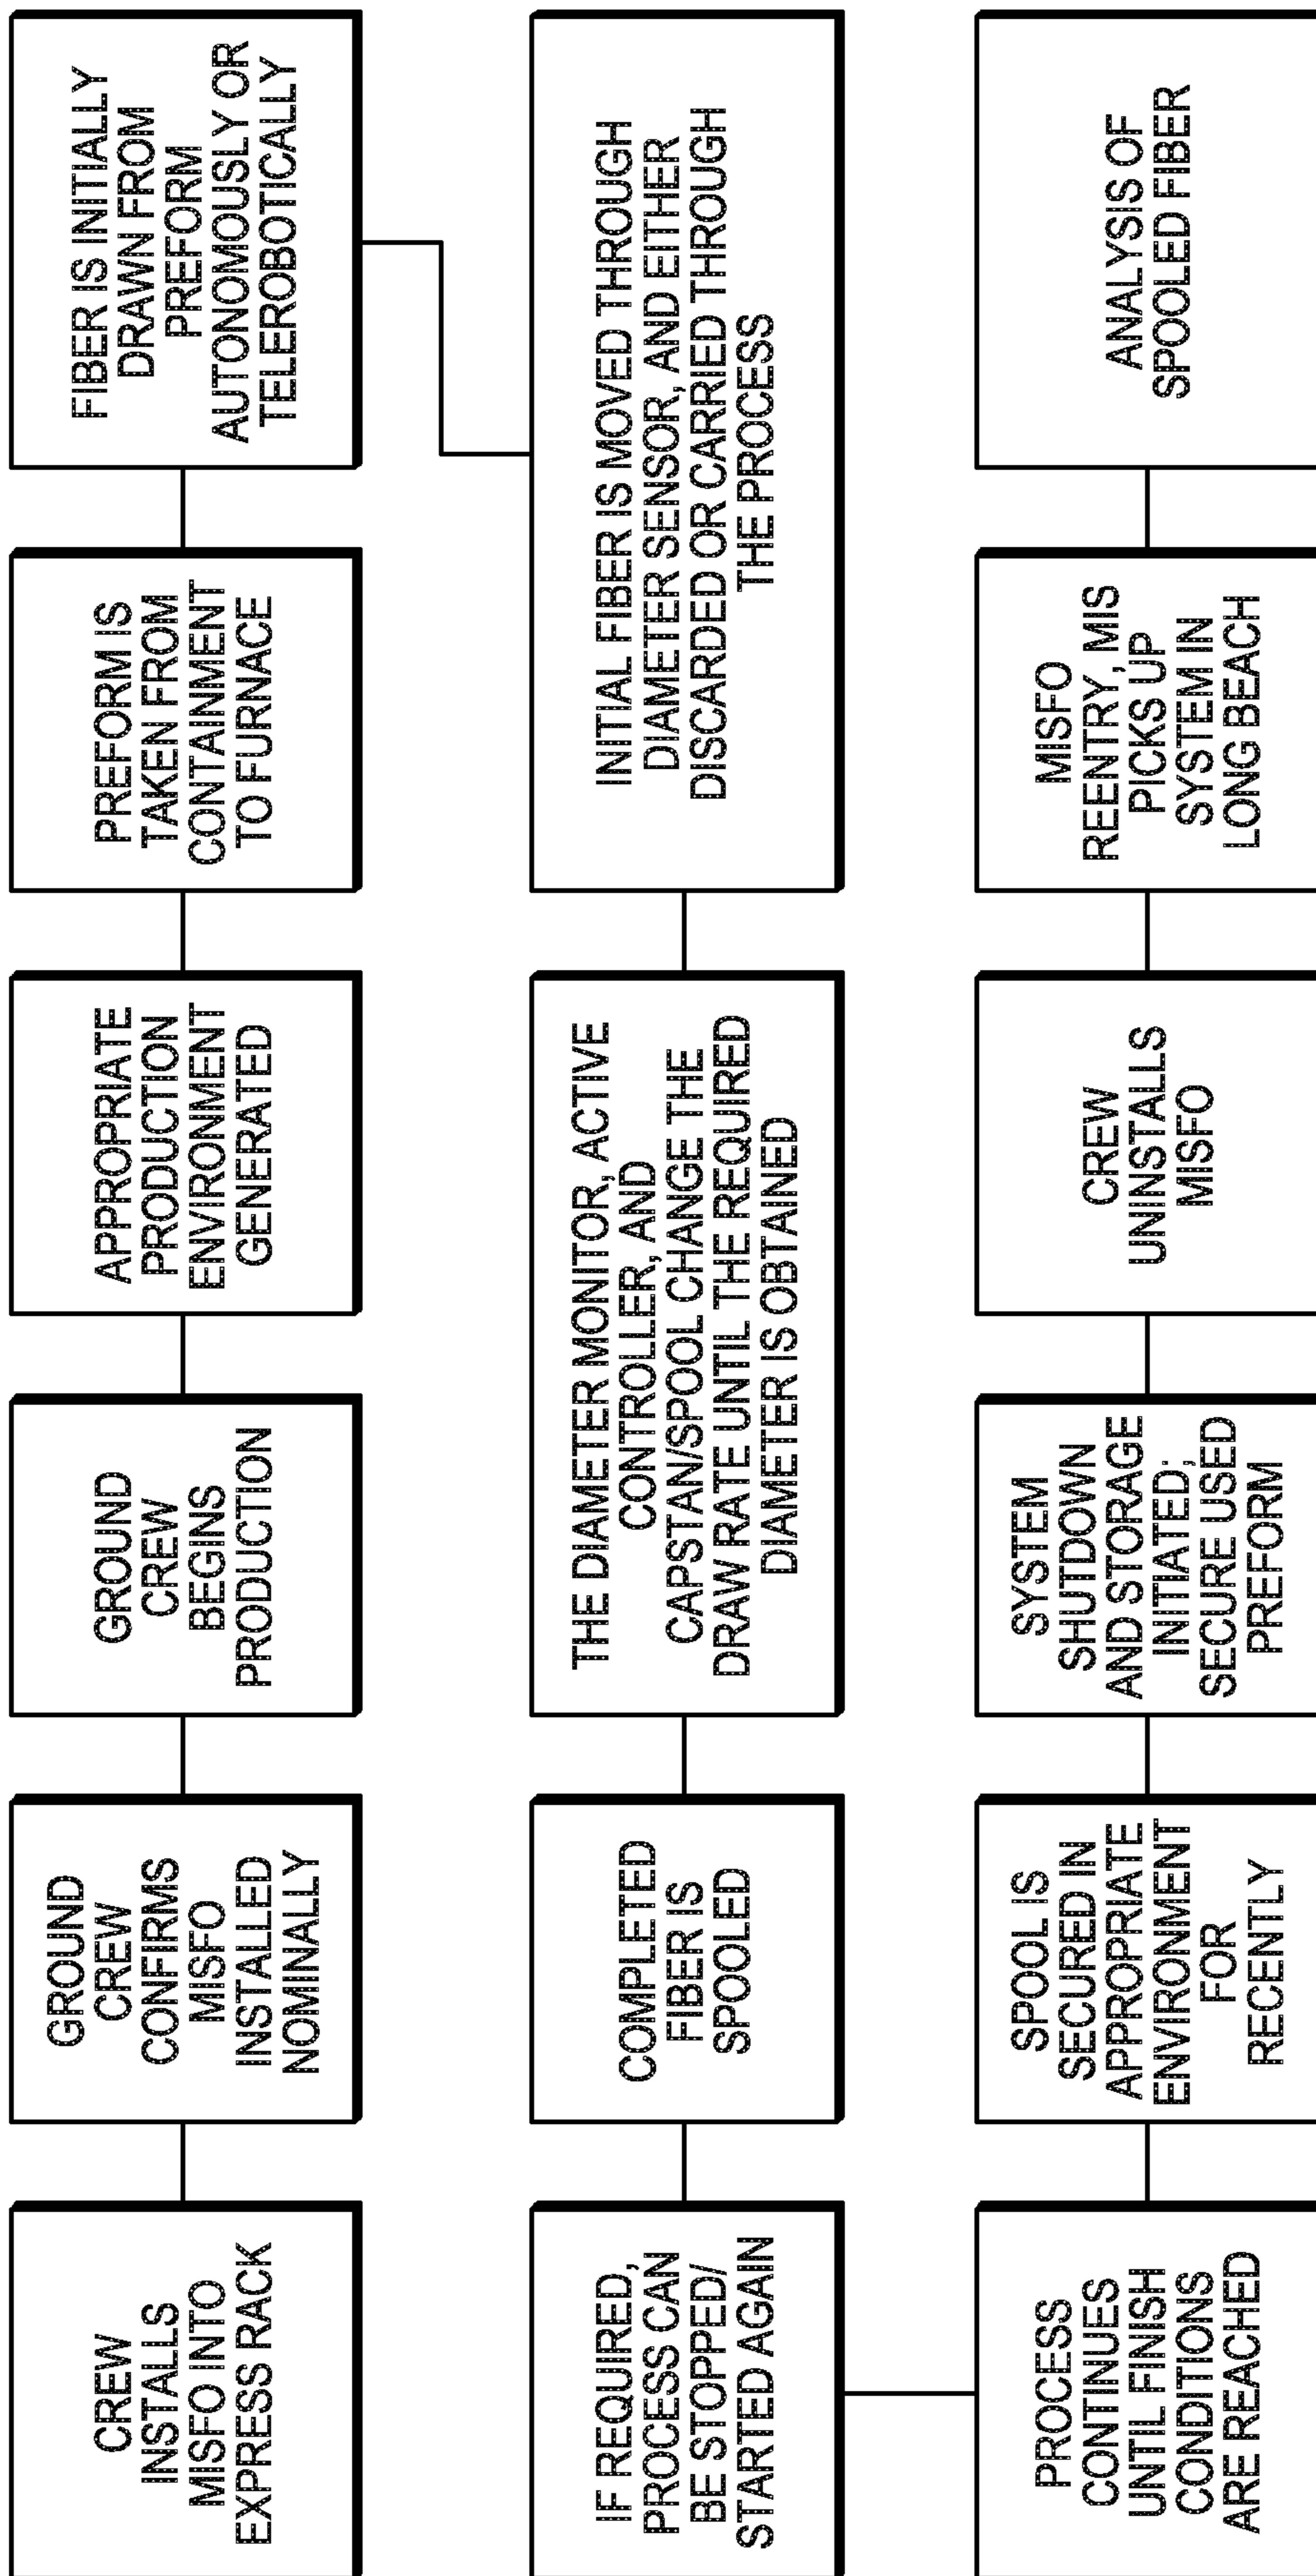 CREW
INSTALLS
MISFO INTO
EXPRESS RACK
GROUND
CREW
CONFIRMS
MISFO
INSTALLED
NOMINALLY
GROUND
CREW
BEGINS
PRODUCTION
APPROPRIATE
PRODUCTION
ENVIRONMENT
GENERATED
PREFORM IS
TAKEN FROM
CONTAINMENT
TO FURNACE
FIBER IS INITIALLY
DRAWN FROM
PREFORM
AUTONOMOUSLY OR
TELEROBOTICALLY
INITIAL FIBER IS MOVED THROUGH
DIAMETER SENSOR, AND EITHER
DISCARDED OR CARRIED THROUGH
THE PROCESS
THE DIAMETER MONITOR, ACTIVE
CONTROLLER, AND
CAPSTAN/SPOOL CHANGE THE
DRAW RATE UNTIL THE REQUIRED
DIAMETER IS OBTAINED
COMPLETED
FIBER IS
SPOOLED
IF REQUIRED,
PROCESS CAN
BE STOPPED/
STARTED AGAIN
PROCESS
CONTINUES
UNTIL FINISH
CONDITIONS
ARE REACHED
SPOOL IS
SECURED IN
APPROPRIATE
ENVIRONMENT
FOR
RECENTLY
SYSTEM
SHUTDOWN
AND STORAGE
INITIATED;
SECURE USED
PREFORM
CREW
UNINSTALLS
MISFO
MISFO
REENTRY, MIS
PICKS UP
SYSTEM IN
LONG BEACH
ANALYSIS OF
SPOOLED FIBER